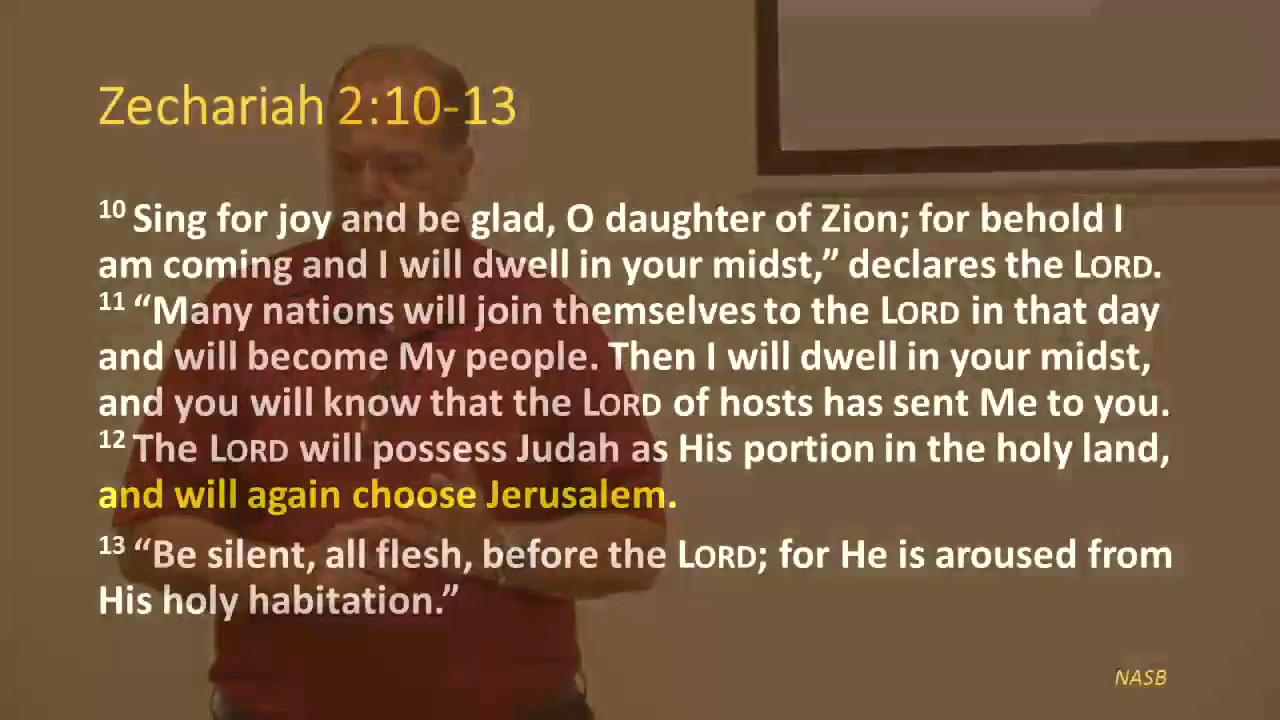 Zechariah 2:10-13
10 Sing for joy and be glad, O daughter of Zion; for behold I
am coming and I will dwell in your midst,” declares the LORD.
11 “Many nations will join themselves to the LORD in that day
and will become My people. Then I will dwell in your midst,
and you will know that the LORD of hosts has sent Me to you.
12 The LORD will possess Judah as His portion in the holy land,
and will again choose Jerusalem.
13 “Be silent, all flesh, before the LORD; for He is aroused from
His holy habitation.”
NASB